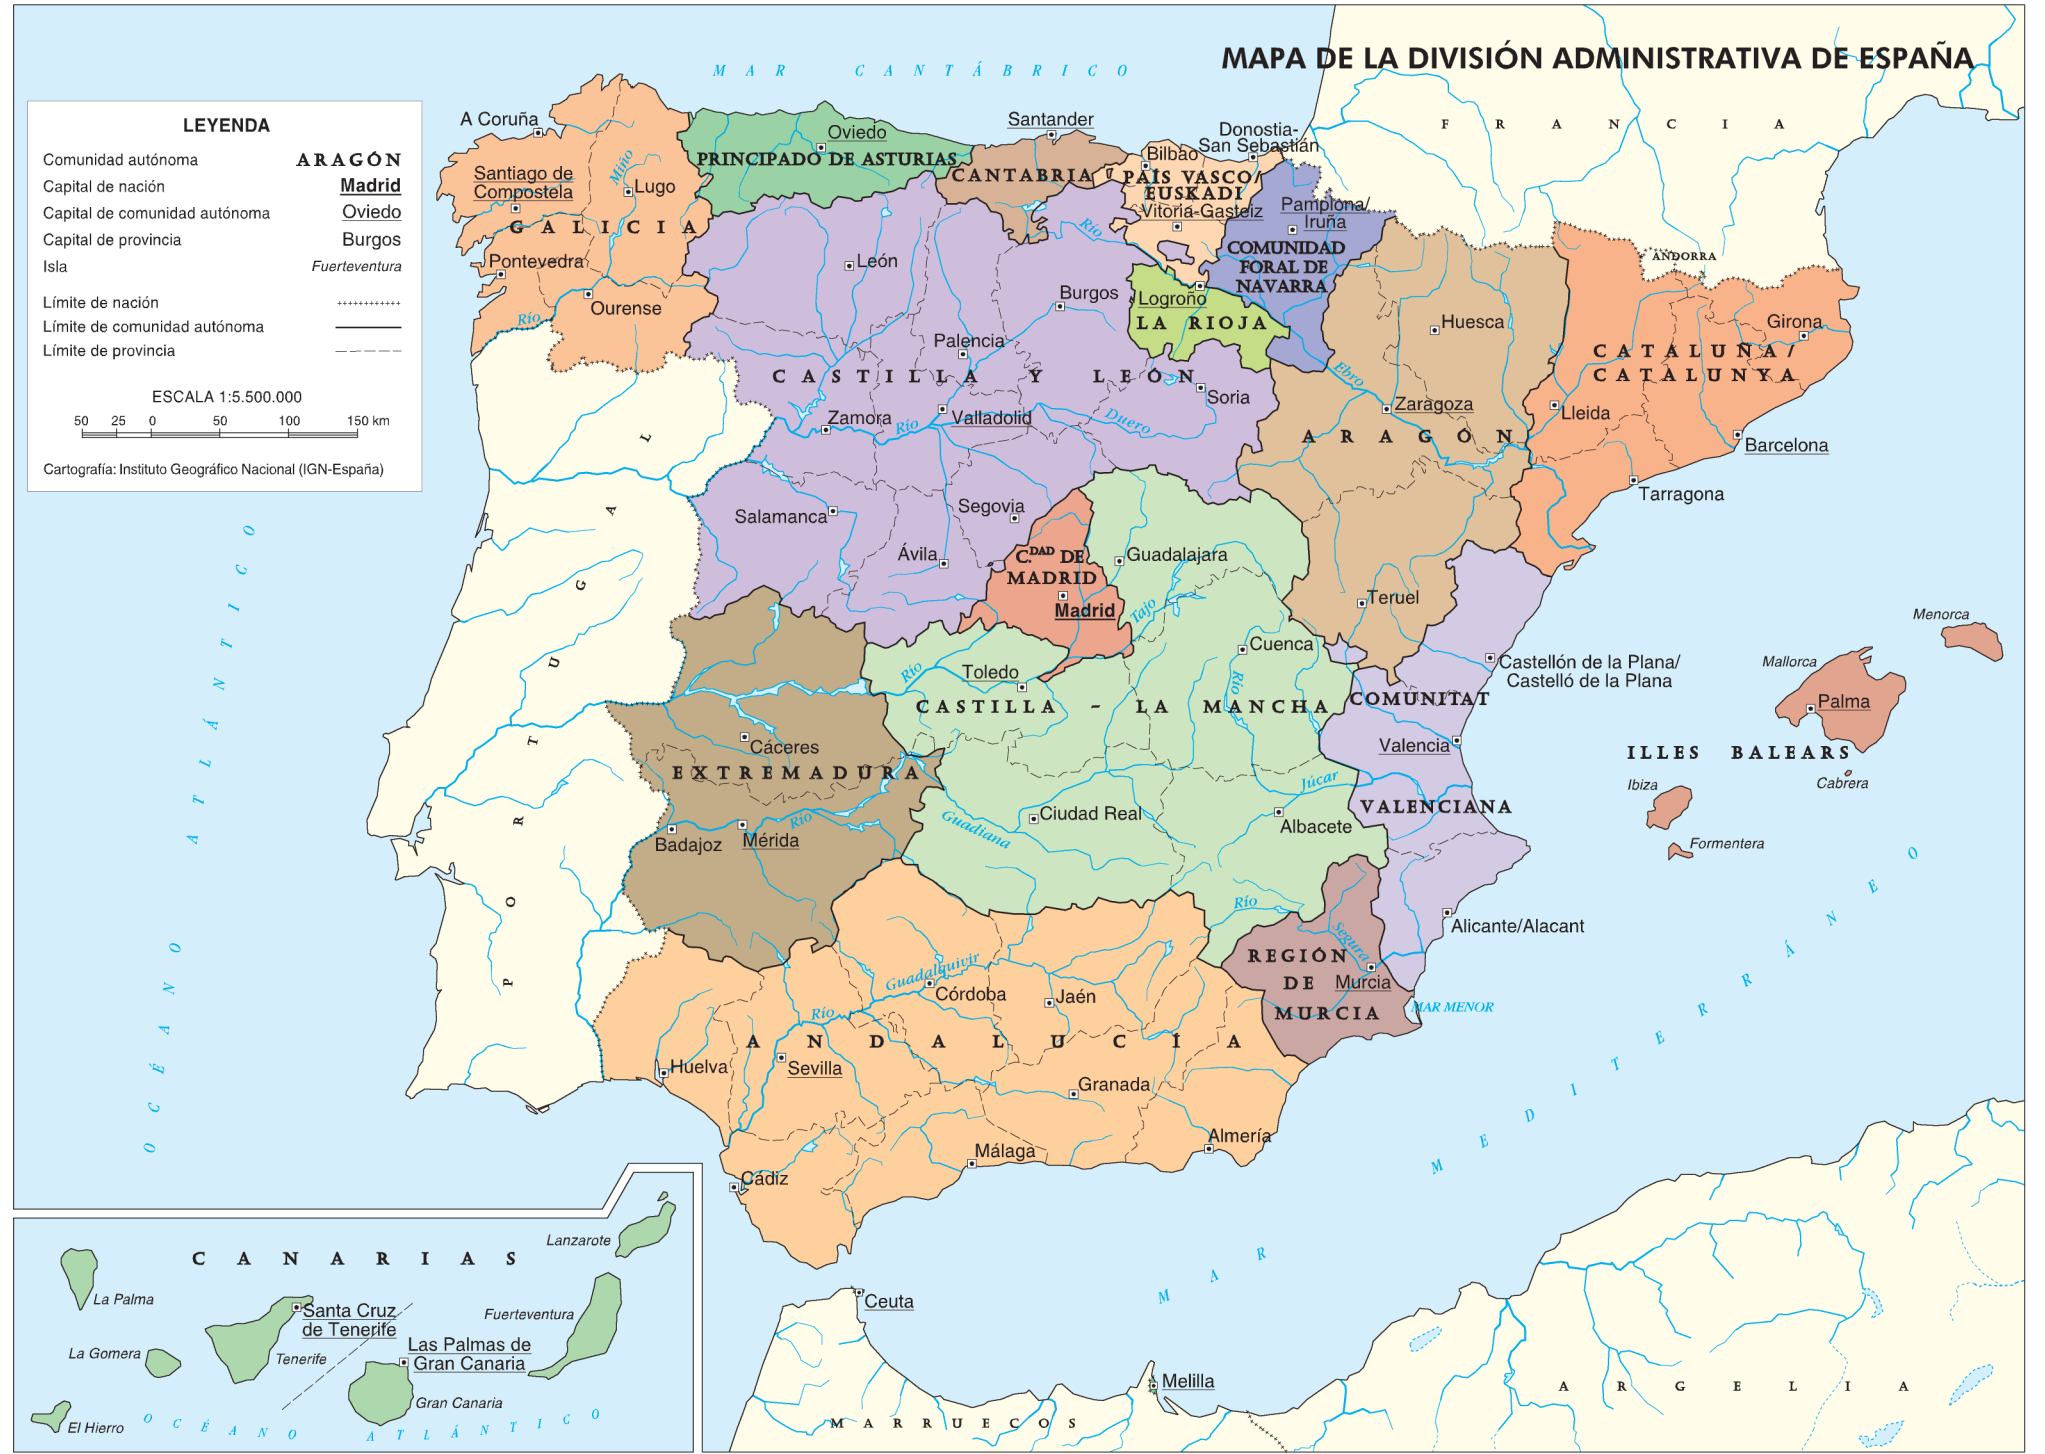 MAPA DE LA DIVISIÓN ADMINISTRATIVA DE ESPAÑA
LEYENDA
Comunidad autónoma ARAGÓN
Capital de nación Madrid
Capital de comunidad autónoma Oviedo
Capital de provincia Burgos
Isla Fuerteventura
Límite de nación
Límite de comunidad autónoma
Límite de provincia
ESCALA 1:5.500.000
50 25 0 50 100 150 km
Cartografía: Instituto Geográfico Nacional (IGN-España)
MAR CANTÁBRICO
FRANCIA
ANDORRA
A Coruña
Santiago de
Compostela
Lugo
Miño
GALICIA
Pontevedra
Ourense
Río
Oviedo
PRINCIPADO DE ASTURIAS
Santander
CANTABRIA
Bilbao
Donostia-
San Sebastián
PAÍS VASCO/
EUSKADI
Vitoria-Gasteiz
Pamplona/
Iruña
COMUNIDAD
FORAL DE
NAVARRA
Río
Logroño
LA RIOJA
León
Burgos
Palencia
CASTILLA Y LEÓN
Soria
Zamora
Río
Valladolid
Duero
Salamanca
Segovia
Ávila
Huesca
Ebro
Zaragoza
ARAGÓN
Teruel
Girona
CATALUÑA/
CATALUNYA
Lleida
Barcelona
Tarragona
C.DAD DE
MADRID
Madrid
Guadalajara
Tajo
Cuenca
Río
Toledo
Río
CASTILLA - LA MANCHA
Júcar
Ciudad Real
Guadiana
Albacete
Río
Cáceres
EXTREMADURA
Río
Badajoz
Mérida
Castellón de la Plana/
Castelló de la Plana
COMUNITAT
Valencia
VALENCIANA
Alicante/Alacant
Menorca
Mallorca
Palma
ILLES BALEARS
Ibiza
Cabrera
Formentera
REGIÓN
DE
MURCIA
Segura
Murcia
MAR MENOR
Guadalquivir
Córdoba
Jaén
Río
ANDALUCÍA
Huelva
Sevilla
Granada
Almería
Málaga
Cádiz
PORTUGAL
OCÉANO ATLÁNTICO
MAR MEDITERRÁNEO
Ceuta
Melilla
MARRUECOS
ARGELIA
CANARIAS
Lanzarote
La Palma
Santa Cruz
de Tenerife
Fuerteventura
La Gomera
Tenerife
Las Palmas de
Gran Canaria
Gran Canaria
El Hierro
OCÉANO ATLÁNTICO